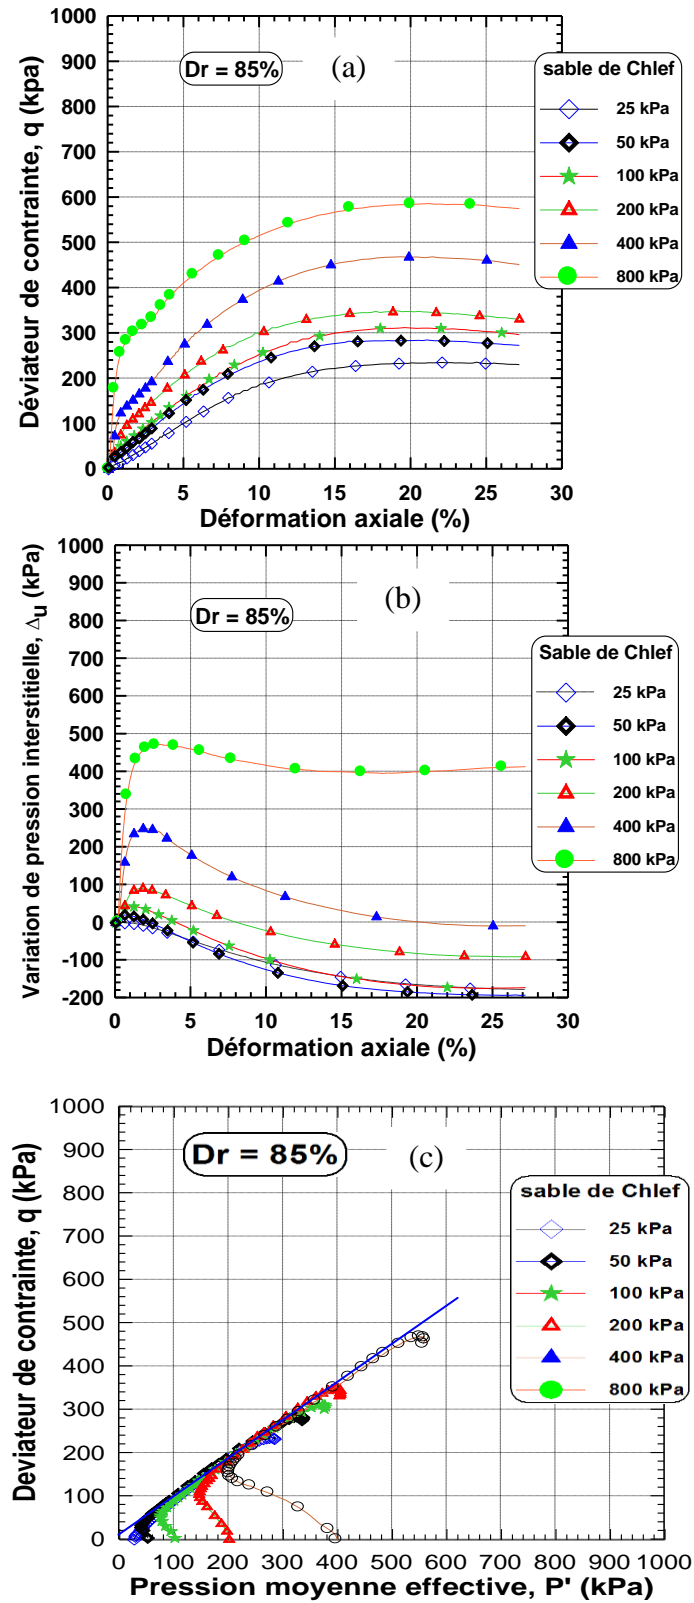 1000
900
800
700
600
500
400
300
200
100
0
Déviateur de contrainte, q (kpa)
Dr = 85%
(a)
sable de Chlef
25 kPa
50 kPa
100 kPa
200 kPa
400 kPa
800 kPa
0 5 10 15 20 25 30
Déformation axiale (%)
1000
900
800
700
600
500
400
300
200
100
0
-100
-200
Variation de pression interstitielle, Δu (kPa)
Dr = 85%
(b)
Sable de Chlef
25 kPa
50 kPa
100 kPa
200 kPa
400 kPa
800 kPa
0 5 10 15 20 25 30
Déformation axiale (%)
1000
900
800
700
600
500
400
300
200
100
0
Deviateur de contrainte, q (kPa)
Dr = 85%
(c)
sable de Chlef
25 kPa
50 kPa
100 kPa
200 kPa
400 kPa
800 kPa
0 100 200 300 400 500 600 700 800 900 1000
Pression moyenne effective, P' (kPa)